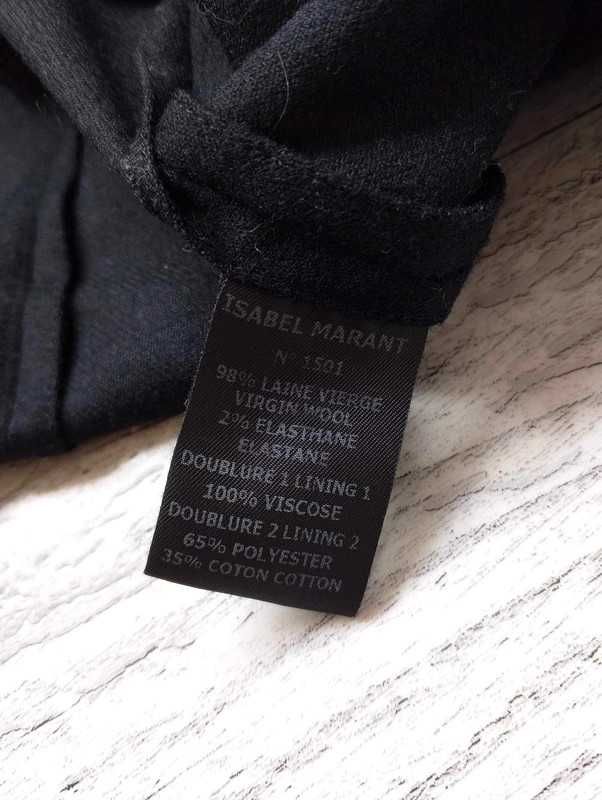 ISABEL MARANT
N° 1501
98% LAINE VIERGE
VIRGIN WOOL
2% ELASTHANE
ELASTANE
DOUBLURE 1 LINING 1
100% VISCOSE
DOUBLURE 2 LINING 2
65% POLYESTER
35% COTON COTTON